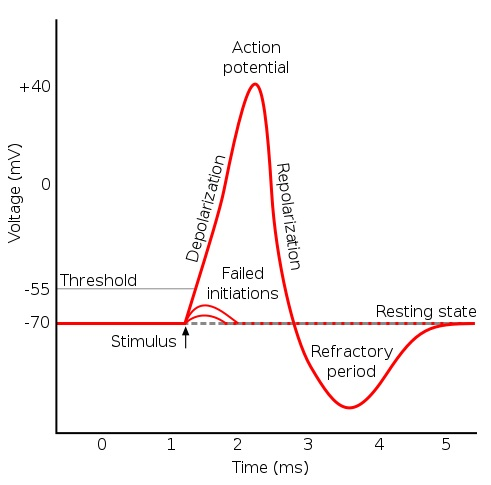 Action
potential
+40
Voltage (mV)
0
Depolarization
Repolarization
Failed
initiations
Threshold
-55
-70
Resting state
Stimulus
Refractory
period
0 1 2 3 4 5
Time (ms)